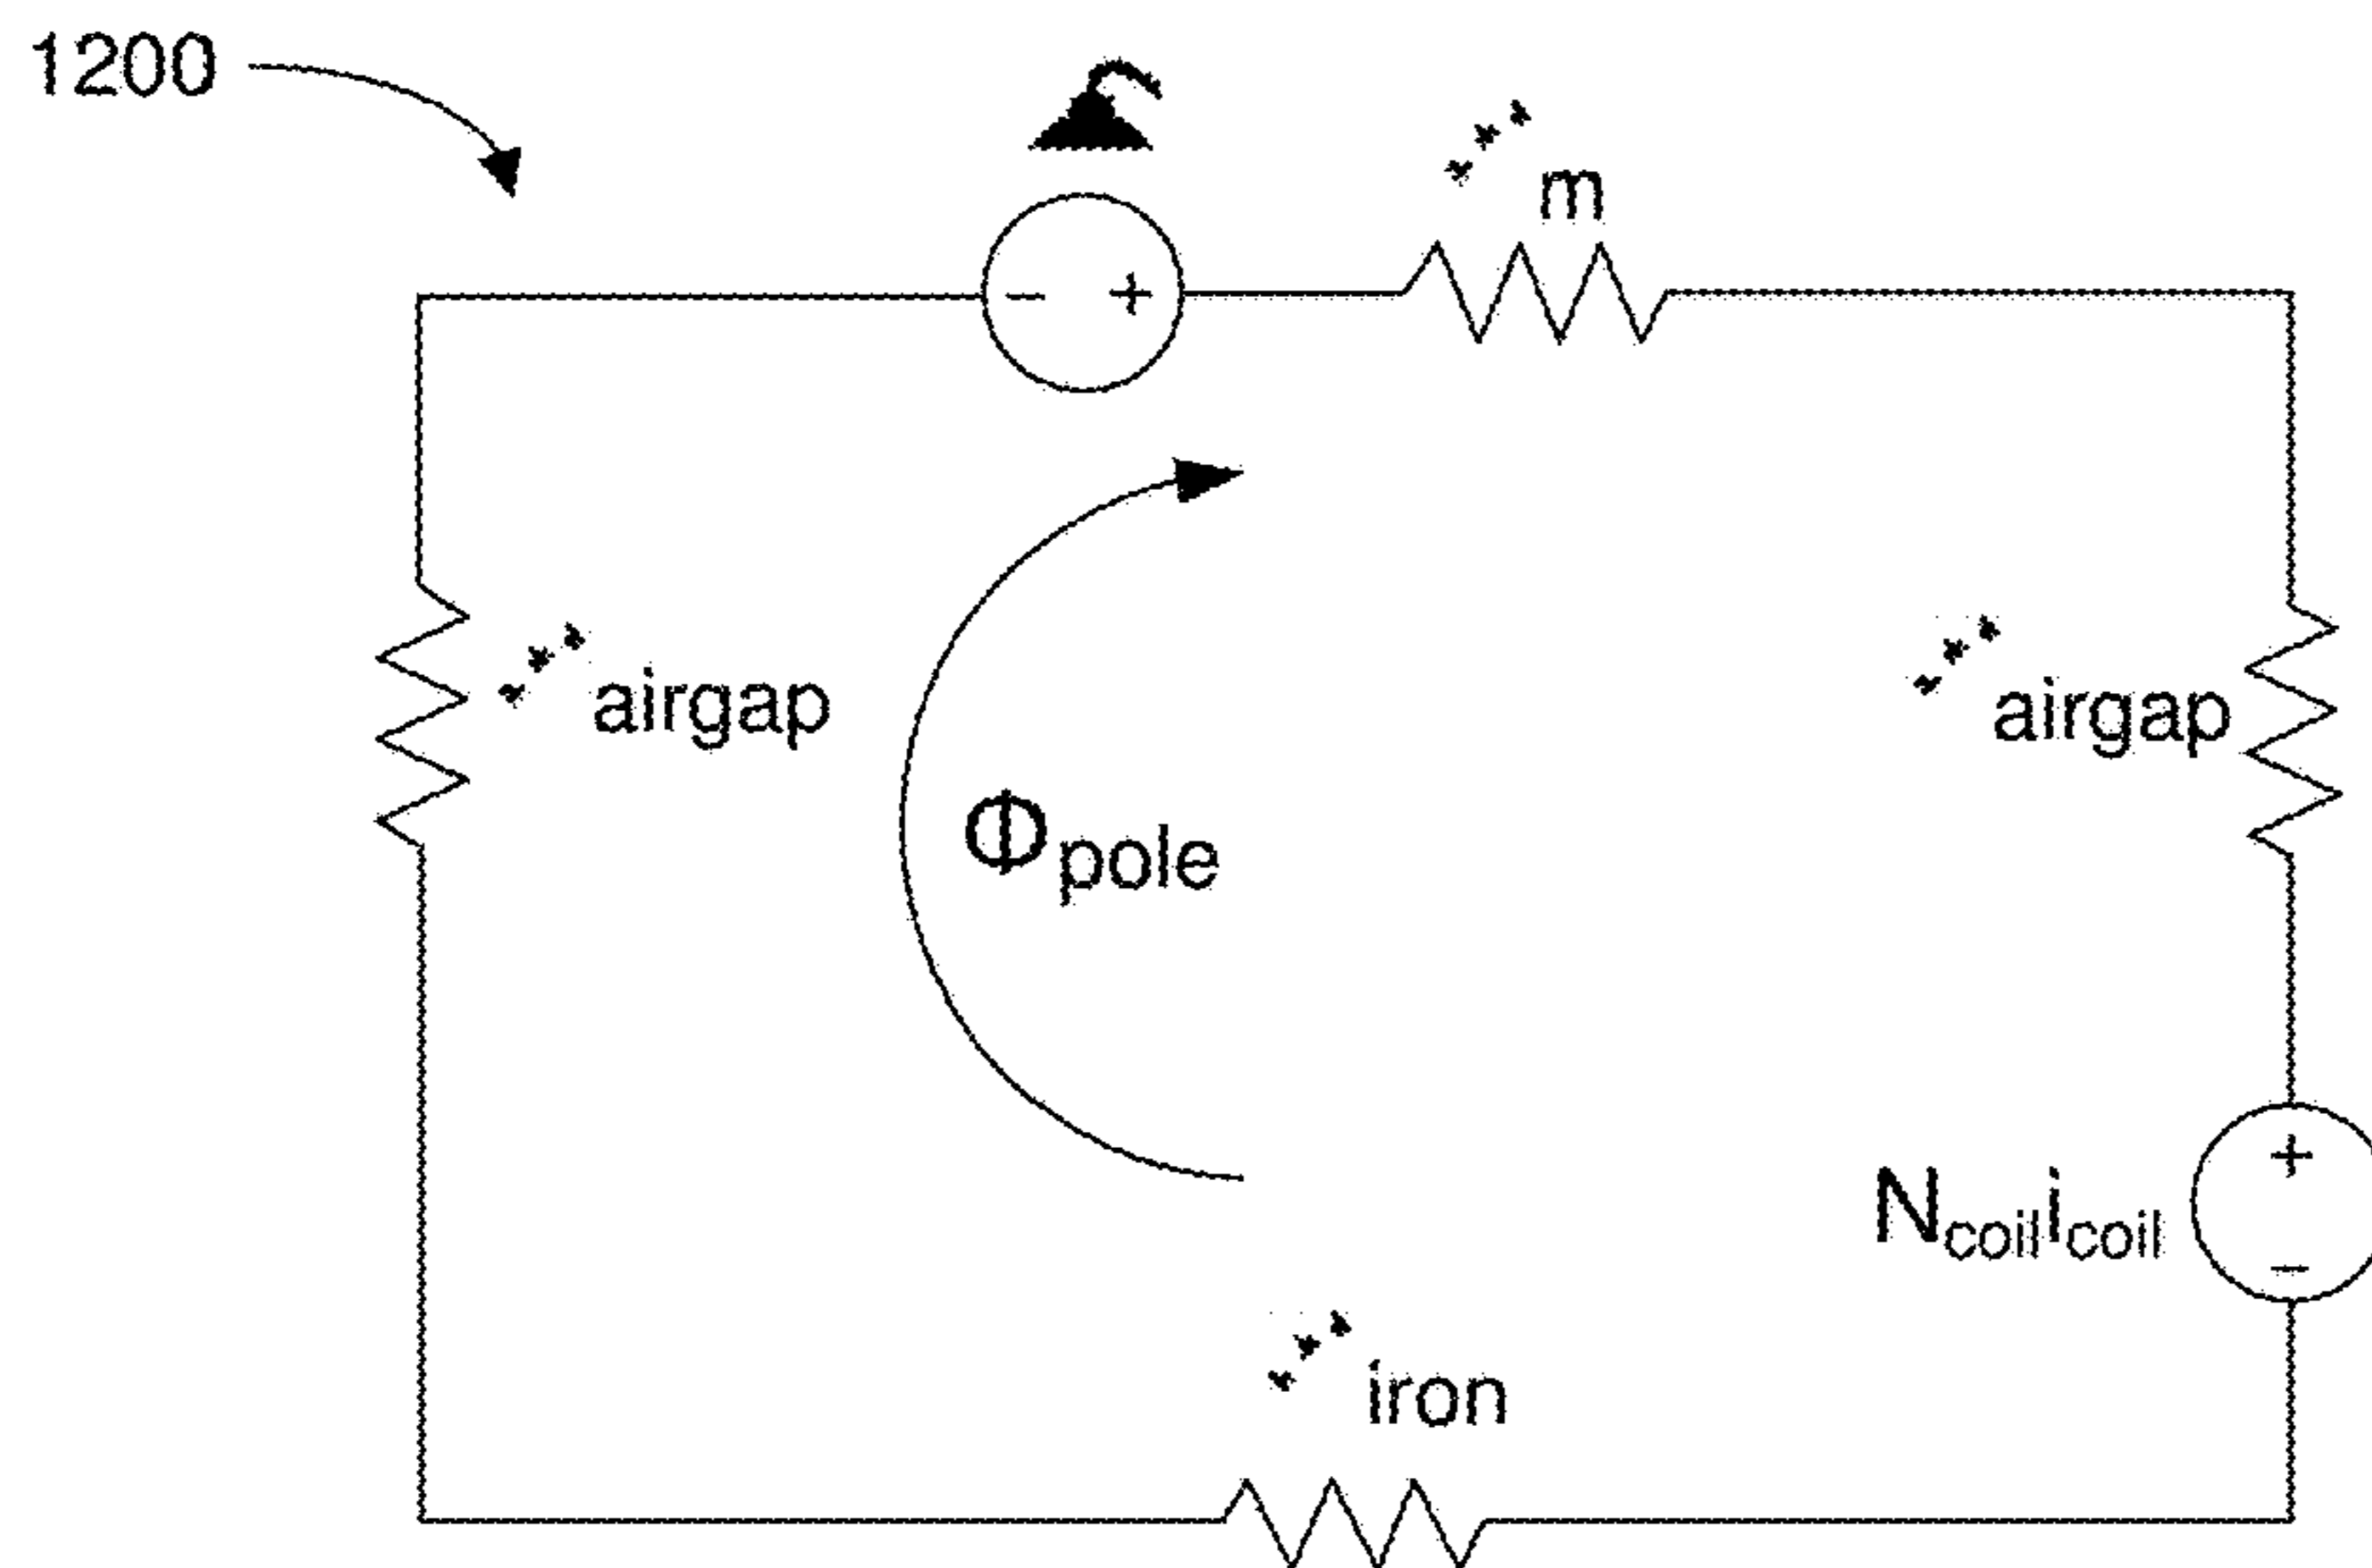 1200
m
airgap
airgap
Φpole
Ncoilicoil
iron
- +
+
-